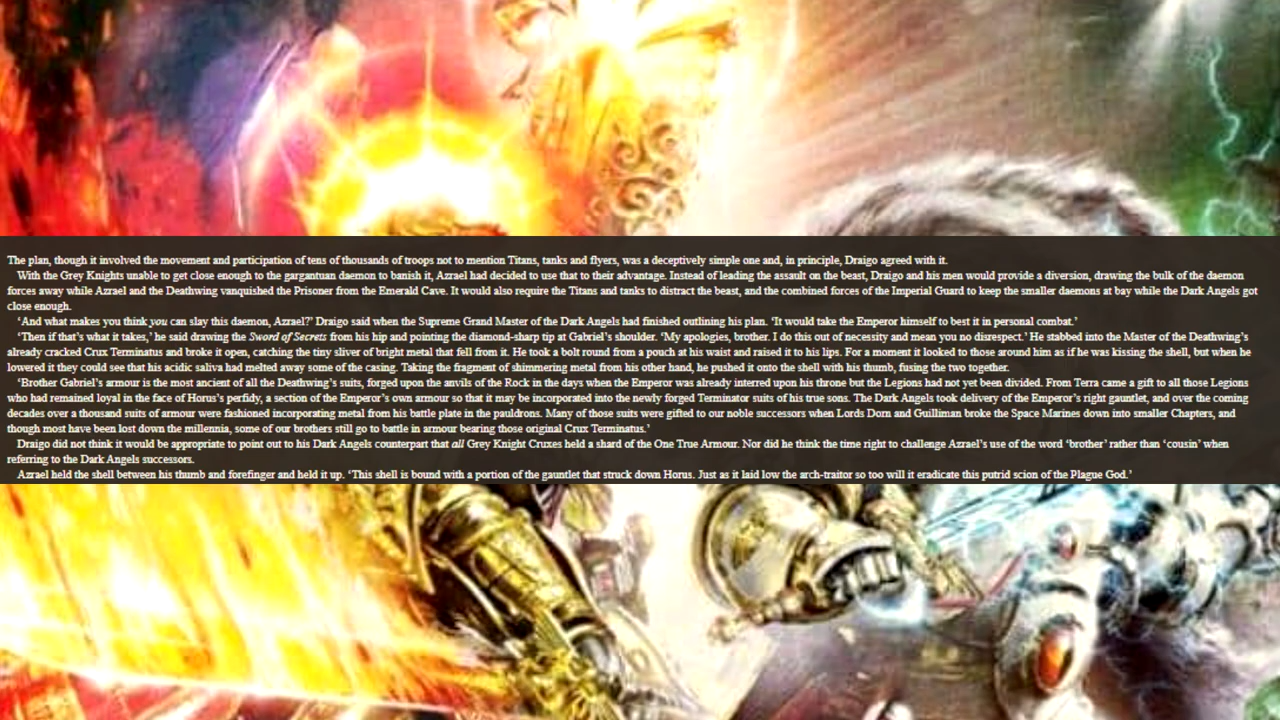 The plan, though it involved the movement and participation of tens of thousands of troops not to mention Titans, tanks and flyers, was a deceptively simple one and, in principle, Draigo agreed with it.
With the Grey Knights unable to get close enough to the gargantuan daemon to banish it, Azrael had decided to use that to their advantage. Instead of leading the assault on the beast, Draigo and his men would provide a diversion, drawing the bulk of the daemon
forces away while Azrael and the Deathwing vanquished the Prisoner from the Emerald Cave. It would also require the Titans and tanks to distract the beast, and the combined forces of the Imperial Guard to keep the smaller daemons at bay while the Dark Angels got
close enough.
‘And what makes you think you can slay this daemon, Azrael?’ Draigo said when the Supreme Grand Master of the Dark Angels had finished outlining his plan. ‘It would take the Emperor himself to best it in personal combat.’
‘Then if that’s what it takes,’ he said drawing the Sword of Secrets from his hip and pointing the diamond-sharp tip at Gabriel’s shoulder. ‘My apologies, brother. I do this out of necessity and mean you no disrespect.’ He stabbed into the Master of the Deathwing’s
already cracked Crux Terminatus and broke it open, catching the tiny sliver of bright metal that fell from it. He took a bolt round from a pouch at his waist and raised it to his lips. For a moment it looked to those around him as if he was kissing the shell, but when he
lowered it they could see that his acidic saliva had melted away some of the casing. Taking the fragment of shimmering metal from his other hand, he pushed it onto the shell with his thumb, fusing the two together.
‘Brother Gabriel’s armour is the most ancient of all the Deathwing’s suits, forged upon the anvils of the Rock in the days when the Emperor was already interred upon his throne but the Legions had not yet been divided. From Terra came a gift to all those Legions
who had remained loyal in the face of Horus’s perfidy, a section of the Emperor’s own armour so that it may be incorporated into the newly forged Terminator suits of his true sons. The Dark Angels took delivery of the Emperor’s right gauntlet, and over the coming
decades over a thousand suits of armour were fashioned incorporating metal from his battle plate in the pauldrons. Many of those suits were gifted to our noble successors when Lords Dorn and Guilliman broke the Space Marines down into smaller Chapters, and
though most have been lost down the millennia, some of our brothers still go to battle in armour bearing those original Crux Terminatus.’
Draigo did not think it would be appropriate to point out to his Dark Angels counterpart that all Grey Knight Cruxes held a shard of the One True Armour. Nor did he think the time right to challenge Azrael’s use of the word ‘brother’ rather than ‘cousin’ when
referring to the Dark Angels successors.
Azrael held the shell between his thumb and forefinger and held it up. ‘This shell is bound with a portion of the gauntlet that struck down Horus. Just as it laid low the arch-traitor so too will it eradicate this putrid scion of the Plague God.’